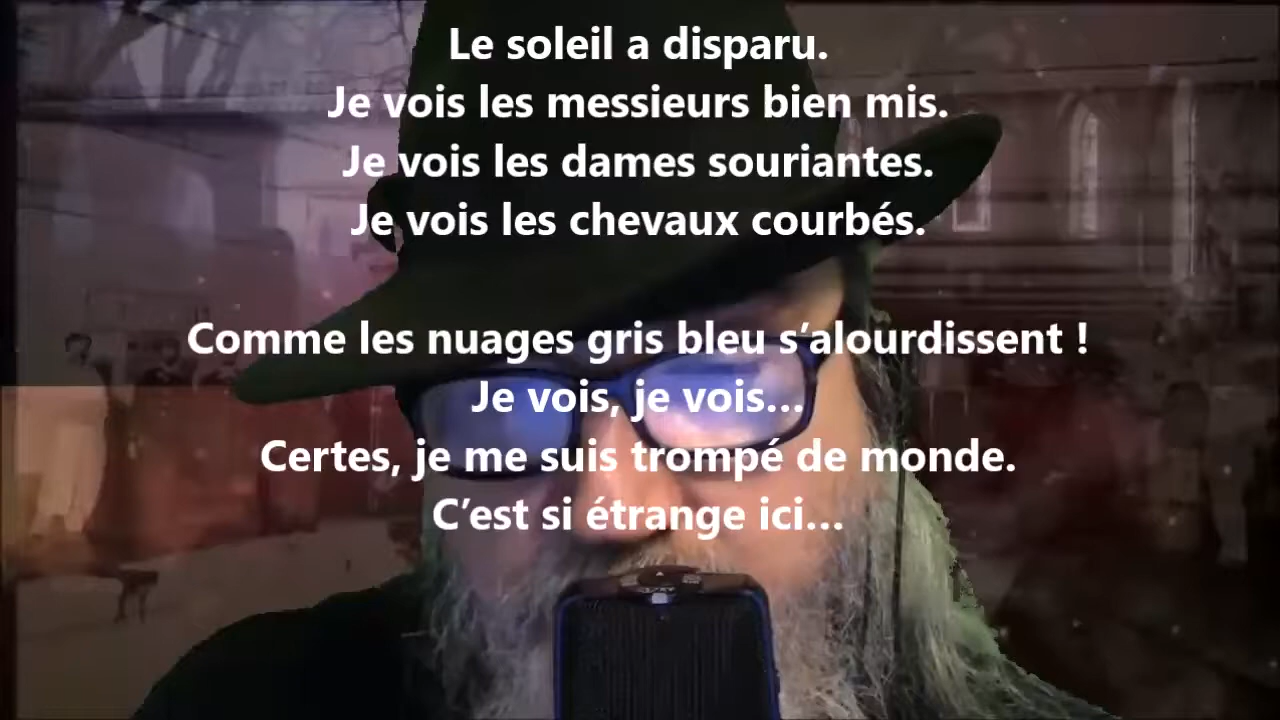 Le soleil a disparu.
Je vois les messieurs bien mis.
Je vois les dames souriantes.
Je vois les chevaux courbés.
Comme les nuages gris bleu s’alourdissent !
Je vois, je vois…
Certes, je me suis trompé de monde.
C’est si étrange ici…